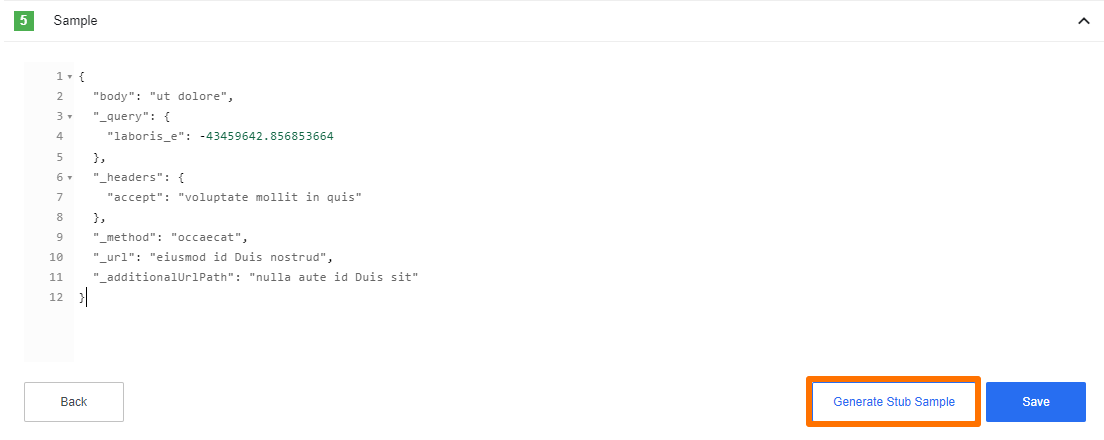 5 Sample
1 {
2 "body": "ut dolore",
3 "_query": {
4 "laboris_e": -43459642.856853664
5 },
6 "_headers": {
7 "accept": "voluptate mollit in quis"
8 },
9 "_method": "occaecat",
10 "_url": "eiusmod id Duis nostrud",
11 "_additionalUrlPath": "nulla aute id Duis sit"
12 }
Back Generate Stub Sample Save